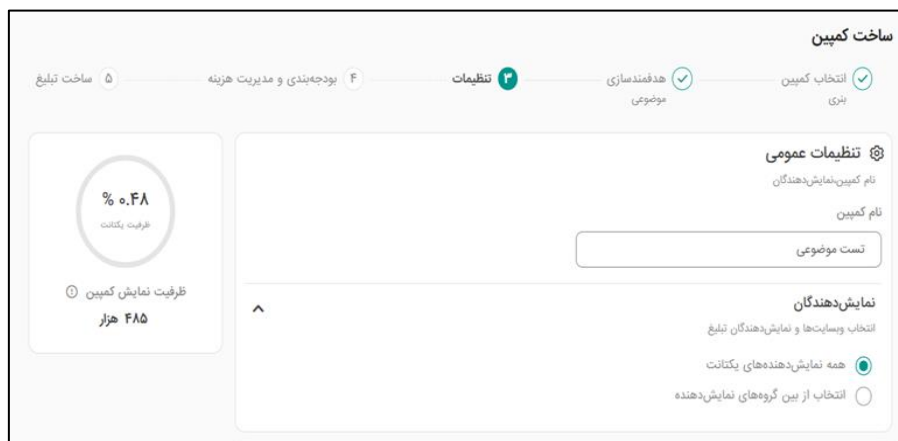 ساخت کمپین
انتخاب کمپین
بنری
هدفمندسازی
موضوعی
۳ تنظیمات
۴ بودجه‌بندی و مدیریت هزینه
۵ ساخت تبلیغ
تنظیمات عمومی
نام کمپین،نمایش‌دهندگان
نام کمپین
تست موضوعی
نمایش‌دهندگان
انتخاب وبسایت‌ها و نمایش‌دهندگان تبلیغ
همه نمایش‌دهنده‌های یکتانت
انتخاب از بین گروه‌های نمایش‌دهنده
% ۰.۴۸
ظرفیت یکتانت
ظرفیت نمایش کمپین
۴۸۵ هزار